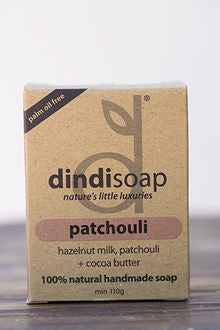 palm oil free
®
dindisoap
nature's little luxuries
patchouli
hazelnut milk, patchouli
+ cocoa butter
100% natural handmade soap
min 110g